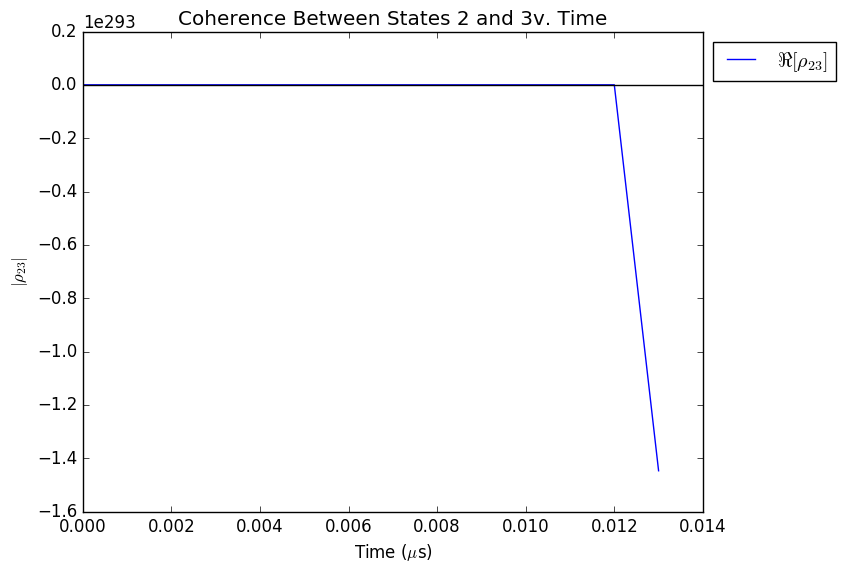 Coherence Between States 2 and 3v. Time
1e293
0.2
0.0
−0.2
−0.4
−0.6
−0.8
−1.0
−1.2
−1.4
−1.6
|ρ23|
0.000 0.002 0.004 0.006 0.008 0.010 0.012 0.014
Time (μs)
ℜ[ρ23]